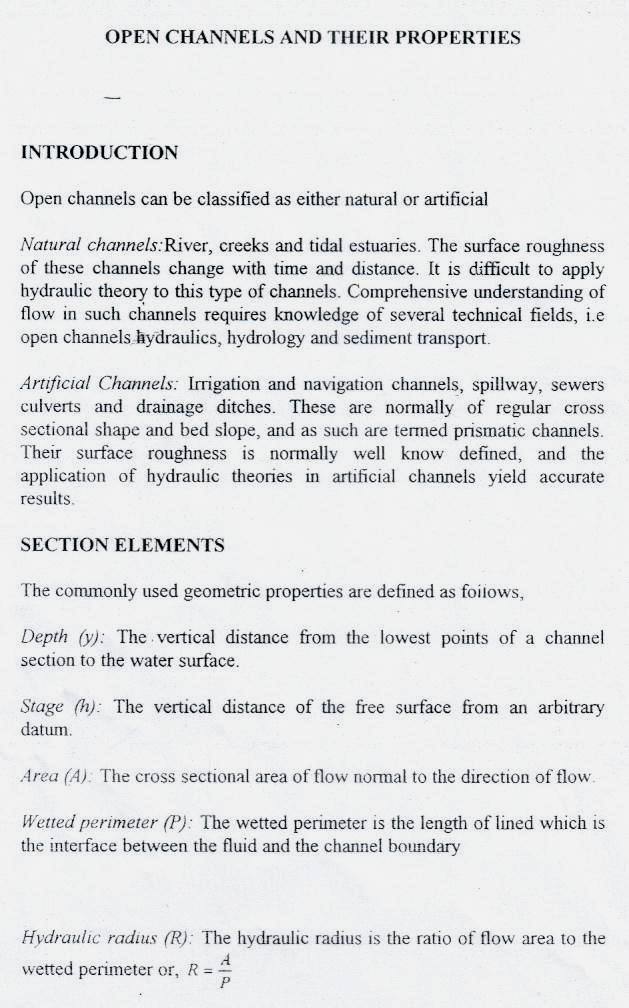 OPEN CHANNELS AND THEIR PROPERTIES
INTRODUCTION
Open channels can be classified as either natural or artificial
Natural channels:River, creeks and tidal estuaries. The surface roughness
of these channels change with time and distance. It is difficult to apply
hydraulic theory to this type of channels. Comprehensive understanding of
flow in such channels requires knowledge of several technical fields, i.e
open channels hydraulics, hydrology and sediment transport.
Artificial Channels: Irrigation and navigation channels, spillway, sewers
culverts and drainage ditches. These are normally of regular cross
sectional shape and bed slope, and as such are termed prismatic channels.
Their surface roughness is normally well know defined, and the
application of hydraulic theories in artificial channels yield accurate
results.
SECTION ELEMENTS
The commonly used geometric properties are defined as follows,
Depth (y): The vertical distance from the lowest points of a channel
section to the water surface.
Stage (h): The vertical distance of the free surface from an arbitrary
datum.
Area (A): The cross sectional area of flow normal to the direction of flow.
Wetted perimeter (P): The wetted perimeter is the length of lined which is
the interface between the fluid and the channel boundary
Hydraulic radius (R): The hydraulic radius is the ratio of flow area to the
wetted perimeter or, R = A/P